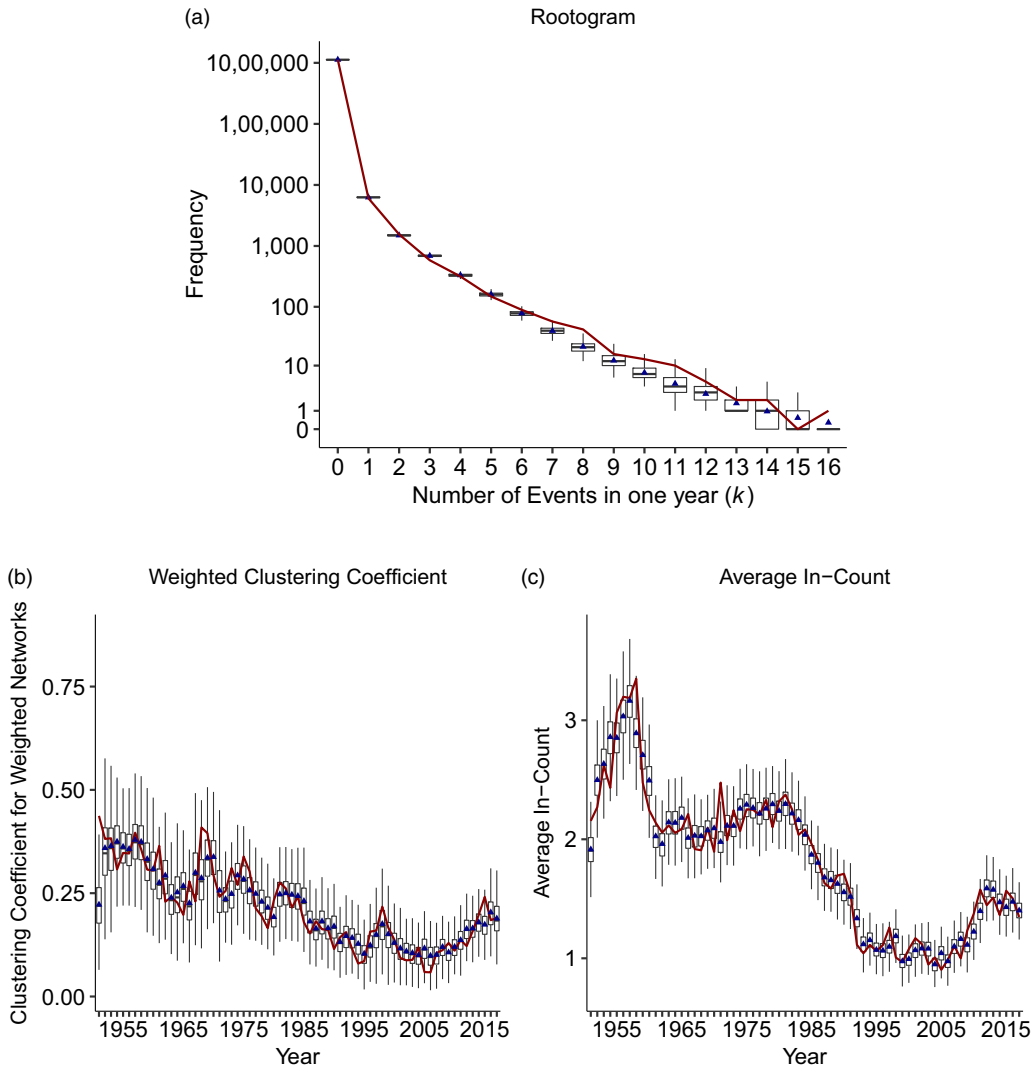 (a) Rootogram
10,00,000
1,00,000
10,000
1,000
100
10
1
0
Frequency
0 1 2 3 4 5 6 7 8 9 10 11 12 13 14 15 16
Number of Events in one year (k)
(b) Weighted Clustering Coefficient
Clustering Coefficient for Weighted Networks
0.75
0.50
0.25
0.00
1955 1965 1975 1985 1995 2005 2015
Year
(c) Average In−Count
Average In−Count
3
2
1
1955 1965 1975 1985 1995 2005 2015
Year